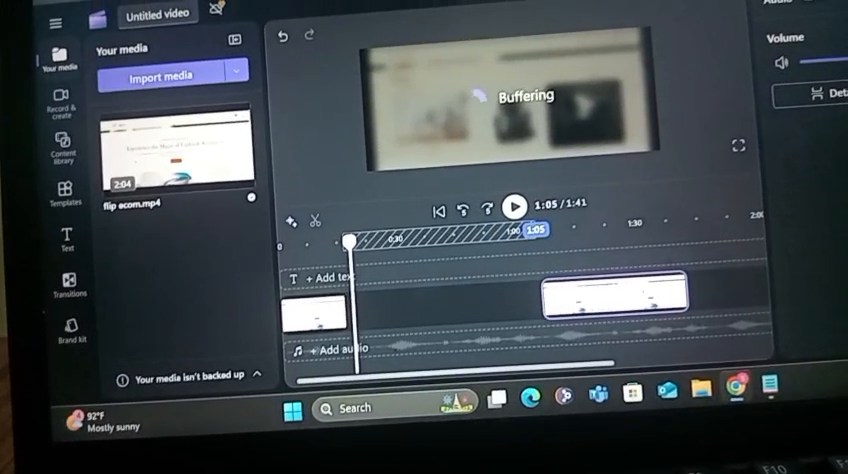 Untitled video
Your media
Import media
Your media
Record & create
Content library
Templates
Text
Transitions
Brand kit
2:04
flip ecom.mp4
Your media isn't backed up
Buffering
1:05 / 1:41
0
0:30
1:00
1:05
1:30
2:00
T + Add text
+ Add audio
Volume
92°F
Mostly sunny
Search
F10